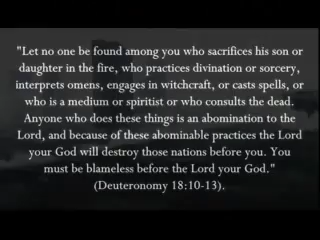 "Let no one be found among you who sacrifices his son or
daughter in the fire, who practices divination or sorcery,
interprets omens, engages in witchcraft, or casts spells, or
who is a medium or spiritist or who consults the dead.
Anyone who does these things is an abomination to the
Lord, and because of these abominable practices the Lord
your God will destroy those nations before you. You
must be blameless before the Lord your God."
(Deuteronomy 18:10-13).